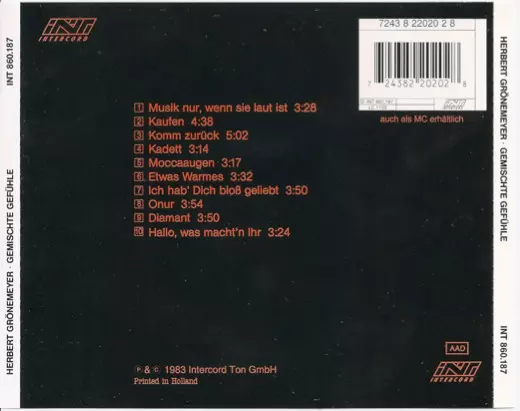 INT
INTERCORD
INT 860.187
HERBERT GRÖNEMEYER · GEMISCHTE GEFÜHLE
7243 8 22020 2 8
7 24382 20202 8
auch als MC erhältlich
1 Musik nur, wenn sie laut ist 3:28
2 Kaufen 4:38
3 Komm zurück 5:02
4 Kadett 3:14
5 Moccaaugen 3:17
6 Etwas Warmes 3:32
7 Ich hab' Dich bloß geliebt 3:50
8 Onur 3:54
9 Diamant 3:50
10 Hallo, was macht'n Ihr 3:24
℗ & © 1983 Intercord Ton GmbH
Printed in Holland
AAD
INT
INTERCORD
HERBERT GRÖNEMEYER · GEMISCHTE GEFÜHLE
INT 860.187